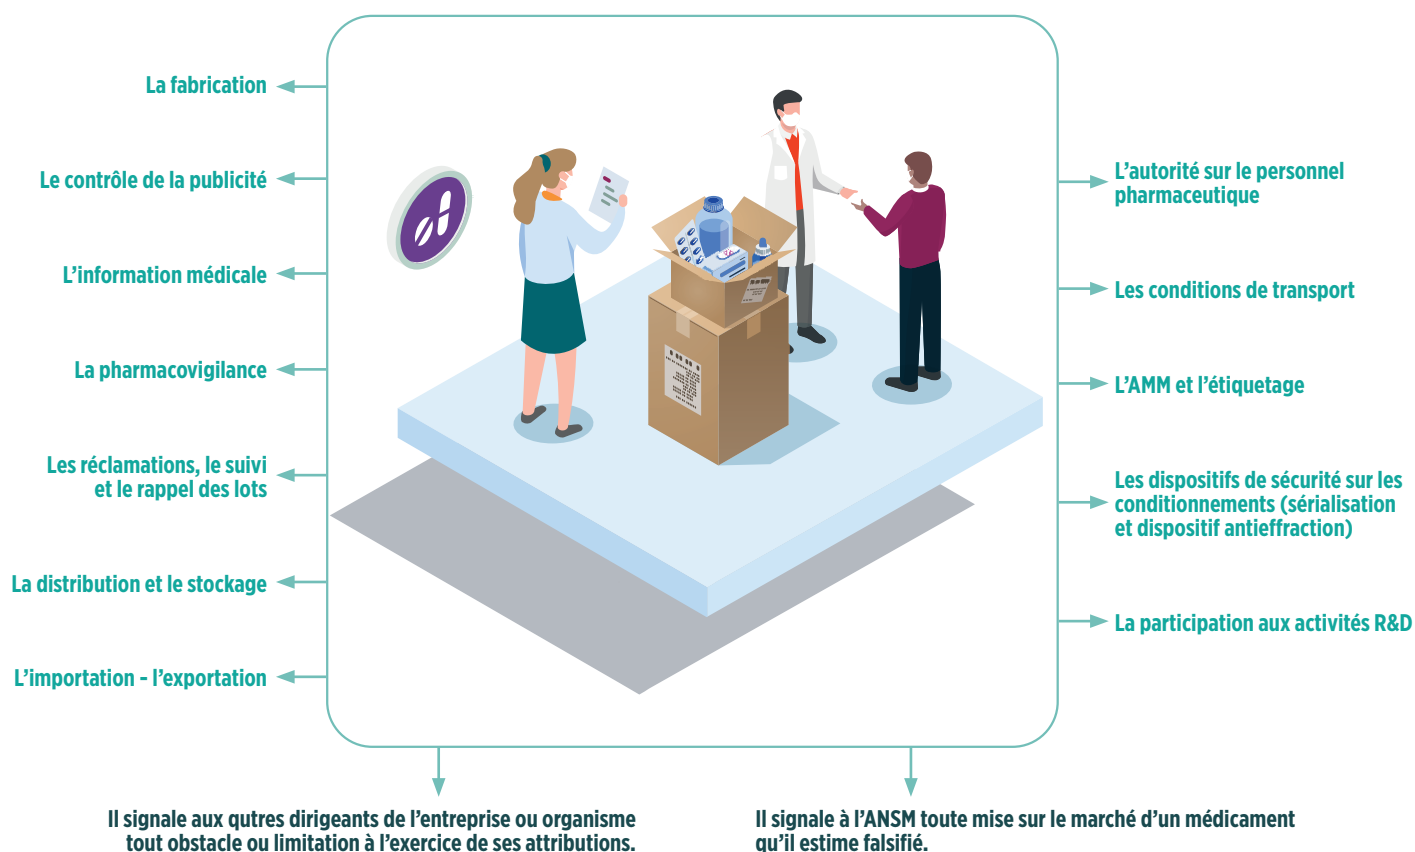 La fabrication
Le contrôle de la publicité
L’information médicale
La pharmacovigilance
Les réclamations, le suivi
et le rappel des lots
La distribution et le stockage
L’importation - l’exportation
L’autorité sur le personnel
pharmaceutique
Les conditions de transport
L’AMM et l’étiquetage
Les dispositifs de sécurité sur les
conditionnements (sérialisation
et dispositif antieffraction)
La participation aux activités R&D
Il signale aux qutres dirigeants de l’entreprise ou organisme
tout obstacle ou limitation à l’exercice de ses attributions.
Il signale à l’ANSM toute mise sur le marché d’un médicament
qu’il estime falsifié.